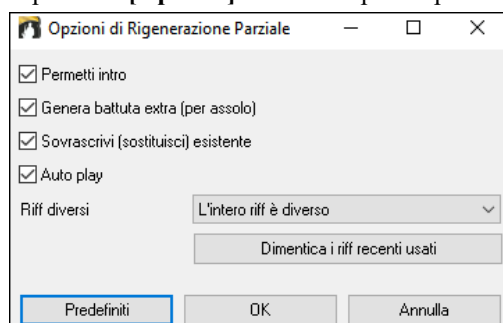 Opzioni di Rigenerazione Parziale
Permetti intro
Genera battuta extra (per assolo)
Sovrascrivi (sostituisci) esistente
Auto play
Riff diversi L'intero riff è diverso
Dimentica i riff recenti usati
Predefiniti OK Annulla